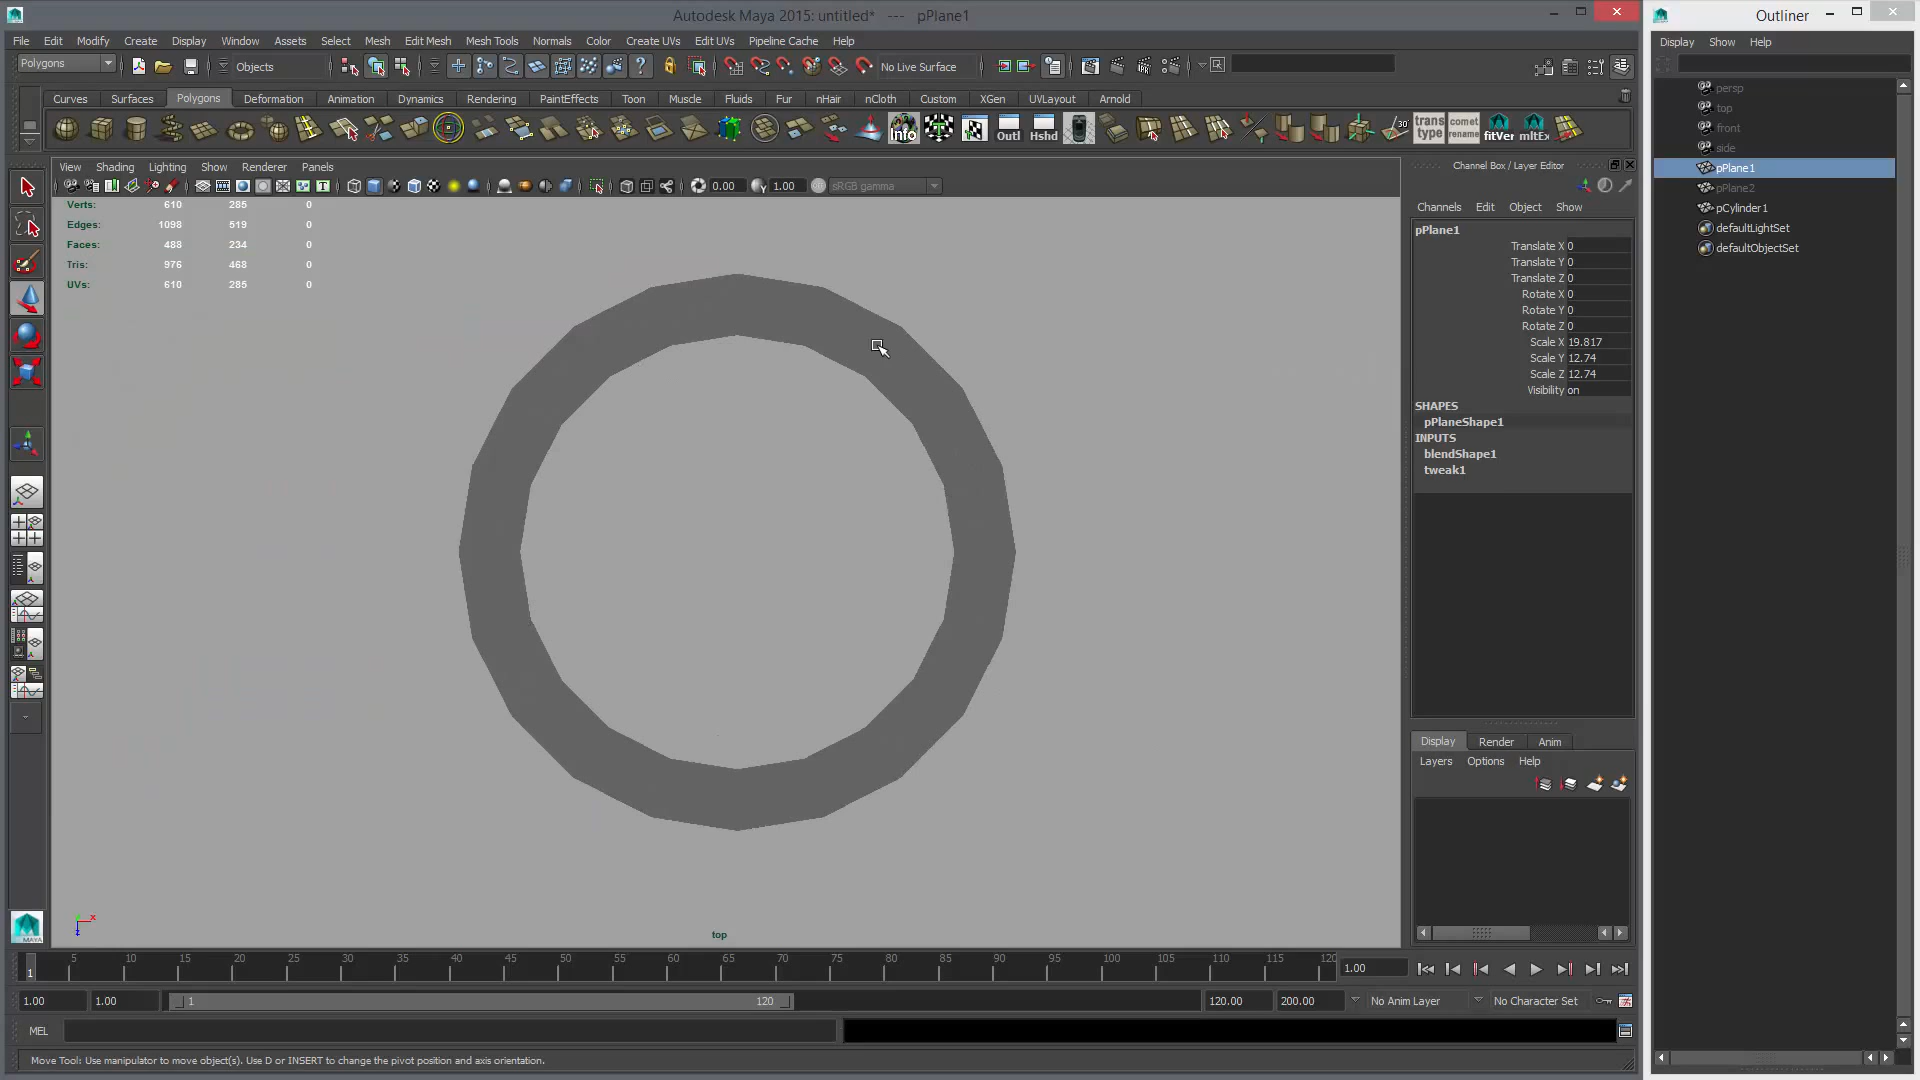 Autodesk Maya 2015: untitled* --- pPlane1
File Edit Modify Create Display Window Assets Select Mesh Edit Mesh Mesh Tools Normals Color Create UVs Edit UVs Pipeline Cache Help
Polygons Objects No Live Surface
Curves Surfaces Polygons Deformation Animation Dynamics Rendering PaintEffects Toon Muscle Fluids Fur nHair nCloth Custom XGen UVLayout Arnold
Info Outl Hshd 30 trans type comet rename fitVer mltEx
View Shading Lighting Show Renderer Panels
0.00 1.00 sRGB gamma
Verts: 610 285 0
Edges: 1098 519 0
Faces: 488 234 0
Tris: 976 468 0
UVs: 610 285 0
x
top
MAYA
Channel Box / Layer Editor
Channels Edit Object Show
pPlane1
Translate X 0
Translate Y 0
Translate Z 0
Rotate X 0
Rotate Y 0
Rotate Z 0
Scale X 19.817
Scale Y 12.74
Scale Z 12.74
Visibility on
SHAPES
pPlaneShape1
INPUTS
blendShape1
tweak1
Display Render Anim
Layers Options Help
Outliner
Display Show Help
persp
top
front
side
pPlane1
pPlane2
pCylinder1
defaultLightSet
defaultObjectSet
1 5 10 15 20 25 30 35 40 45 50 55 60 65 70 75 80 85 90 95 100 105 110 115 120 1.00
1.00 1.00 1 120 120.00 200.00 No Anim Layer No Character Set
MEL
Move Tool: Use manipulator to move object(s). Use D or INSERT to change the pivot position and axis orientation.